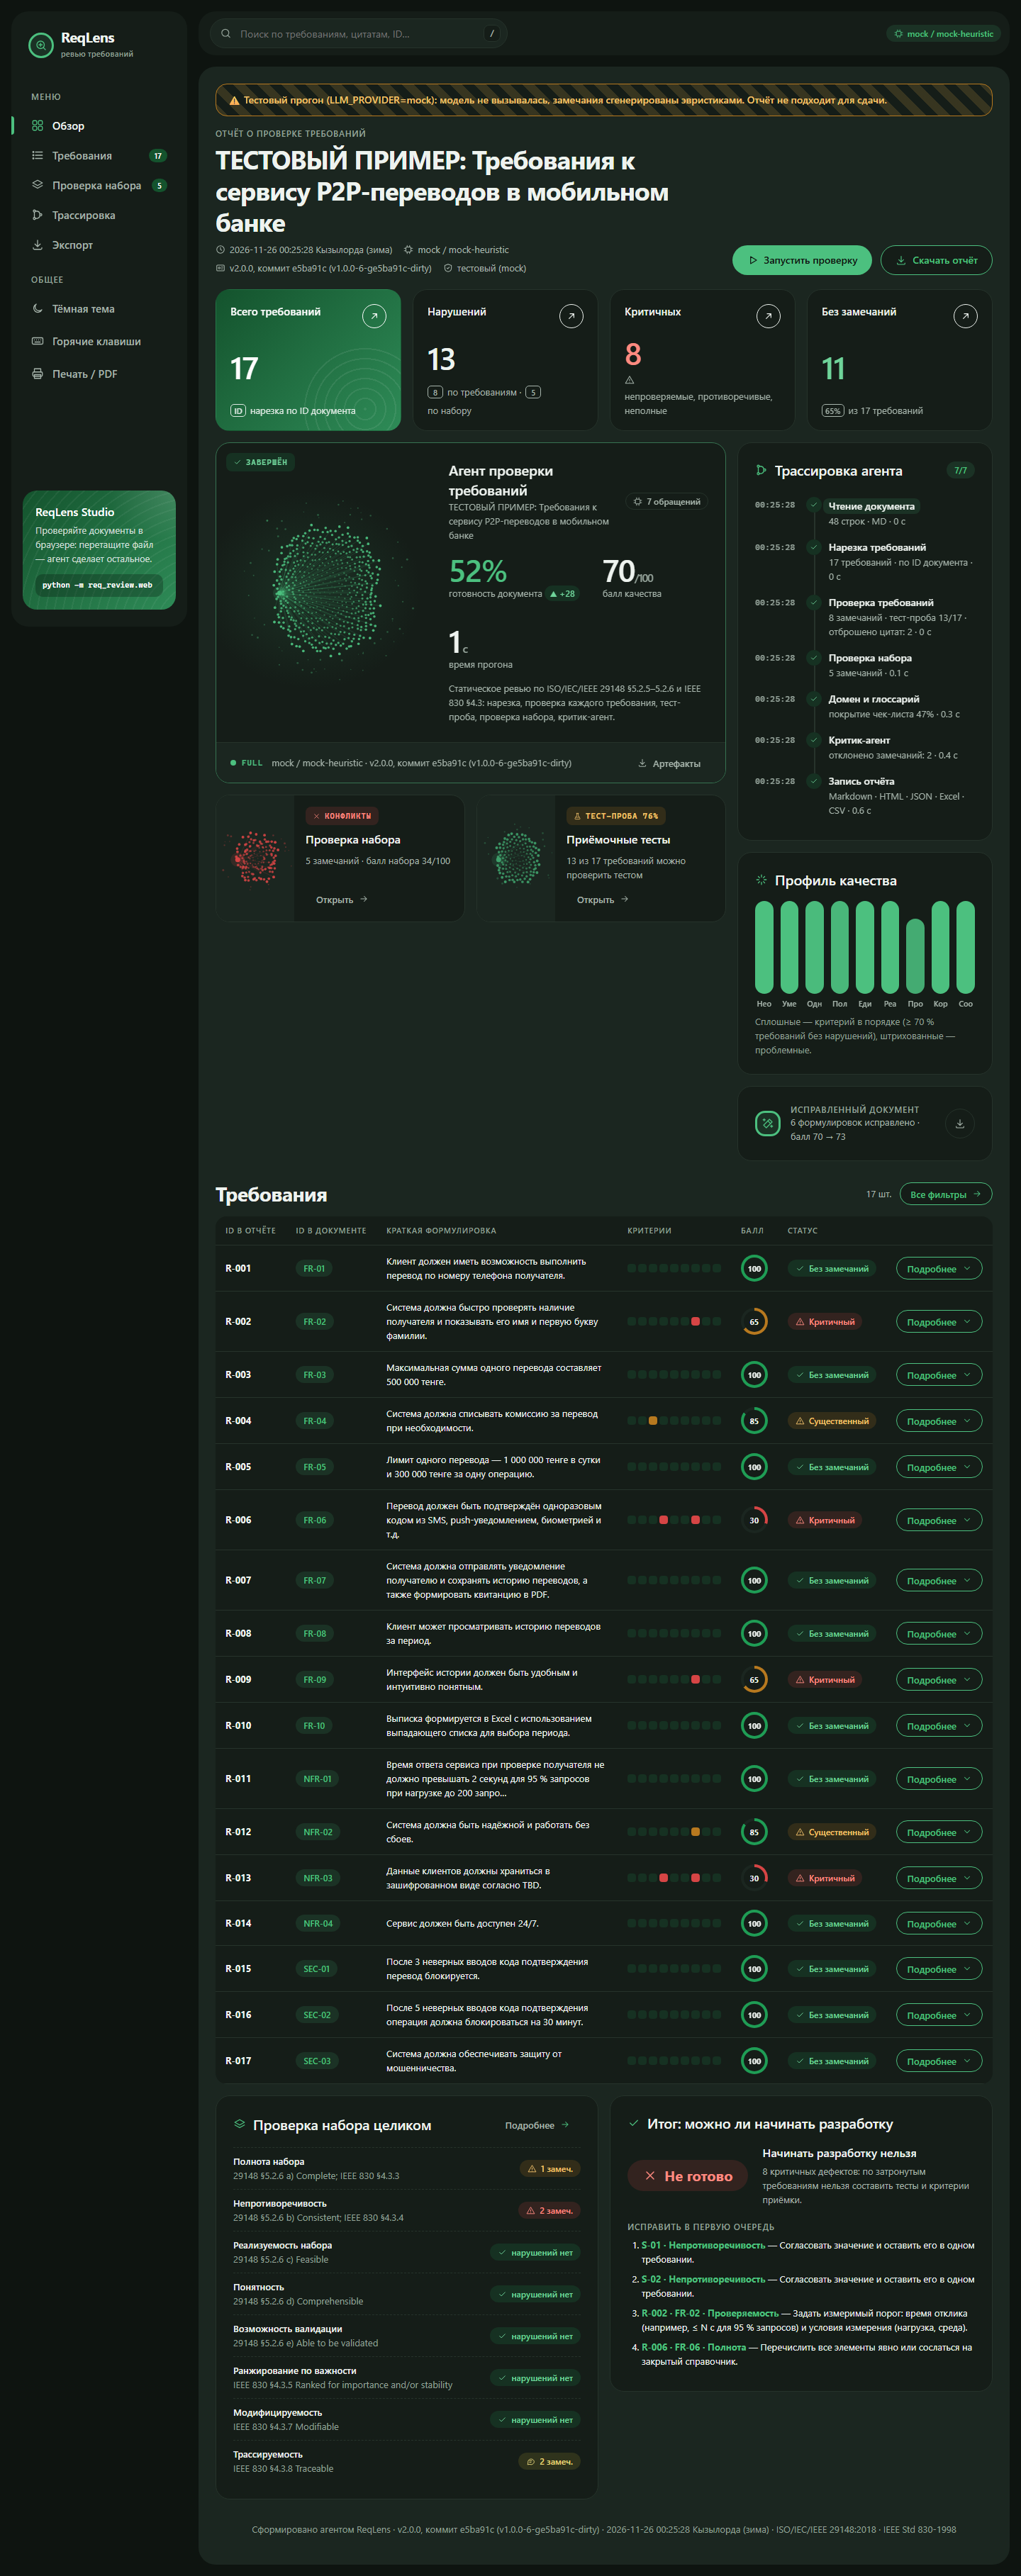 ReqLens
ревью требований
МЕНЮ
Обзор
Требования 17
Проверка набора 5
Трассировка
Экспорт
ОБЩЕЕ
Тёмная тема
Горячие клавиши
Печать / PDF
ReqLens Studio
Проверяйте документы в
браузере: перетащите файл
— агент сделает остальное.
python -m req_review.web
Поиск по требованиям, цитатам, ID...
/
mock / mock-heuristic
Тестовый прогон (LLM_PROVIDER=mock): модель не вызывалась, замечания сгенерированы эвристиками. Отчёт не подходит для сдачи.
ОТЧЁТ О ПРОВЕРКЕ ТРЕБОВАНИЙ
ТЕСТОВЫЙ ПРИМЕР: Требования к
сервису P2P-переводов в мобильном
банке
2026-11-26 00:25:28 Кызылорда (зима) mock / mock-heuristic
v2.0.0, коммит e5ba91c (v1.0.0-6-ge5ba91c-dirty) тестовый (mock)
Запустить проверку
Скачать отчёт
Всего требований
17
ID нарезка по ID документа
Нарушений
13
8 по требованиям · 5
по набору
Критичных
8
непроверяемые, противоречивые,
неполные
Без замечаний
11
65% из 17 требований
ЗАВЕРШЁН
Агент проверки
требований
ТЕСТОВЫЙ ПРИМЕР: Требования к
сервису P2P-переводов в мобильном
банке
7 обращений
52%
готовность документа ▲ +28
70/100
балл качества
1 с
время прогона
Статическое ревью по ISO/IEC/IEEE 29148 §5.2.5–5.2.6 и IEEE
830 §4.3: нарезка, проверка каждого требования, тест-
проба, проверка набора, критик-агент.
FULL mock / mock-heuristic · v2.0.0, коммит e5ba91c (v1.0.0-6-ge5ba91c-dirty)
Артефакты
КОНФЛИКТЫ
Проверка набора
5 замечаний · балл набора 34/100
Открыть →
ТЕСТ-ПРОБА 76%
Приёмочные тесты
13 из 17 требований можно
проверить тестом
Открыть →
Трассировка агента 7/7
00:25:28 Чтение документа
48 строк · MD · 0 с
00:25:28 Нарезка требований
17 требований · по ID документа ·
0 с
00:25:28 Проверка требований
8 замечаний · тест-проба 13/17 ·
отброшено цитат: 2 · 0 с
00:25:28 Проверка набора
5 замечаний · 0.1 с
00:25:28 Домен и глоссарий
покрытие чек-листа 47% · 0.3 с
00:25:28 Критик-агент
отклонено замечаний: 2 · 0.4 с
00:25:28 Запись отчёта
Markdown · HTML · JSON · Excel ·
CSV · 0.6 с
Профиль качества
Нео Уме Одн Пол Еди Реа Про Кор Соо
Сплошные — критерий в порядке (≥ 70 %
требований без нарушений), штрихованные —
проблемные.
ИСПРАВЛЕННЫЙ ДОКУМЕНТ
6 формулировок исправлено ·
балл 70 → 73
Требования
17 шт.
Все фильтры →
ID В ОТЧЁТЕ ID В ДОКУМЕНТЕ КРАТКАЯ ФОРМУЛИРОВКА КРИТЕРИИ БАЛЛ СТАТУС
R-001 FR-01 Клиент должен иметь возможность выполнить
перевод по номеру телефона получателя. 100 Без замечаний Подробнее
R-002 FR-02 Система должна быстро проверять наличие
получателя и показывать его имя и первую букву
фамилии. 65 Критичный Подробнее
R-003 FR-03 Максимальная сумма одного перевода составляет
500 000 тенге. 100 Без замечаний Подробнее
R-004 FR-04 Система должна списывать комиссию за перевод
при необходимости. 85 Существенный Подробнее
R-005 FR-05 Лимит одного перевода — 1 000 000 тенге в сутки
и 300 000 тенге за одну операцию. 100 Без замечаний Подробнее
R-006 FR-06 Перевод должен быть подтверждён одноразовым
кодом из SMS, push-уведомлением, биометрией и
т.д. 30 Критичный Подробнее
R-007 FR-07 Система должна отправлять уведомление
получателю и сохранять историю переводов, а
также формировать квитанцию в PDF. 100 Без замечаний Подробнее
R-008 FR-08 Клиент может просматривать историю переводов
за период. 100 Без замечаний Подробнее
R-009 FR-09 Интерфейс истории должен быть удобным и
интуитивно понятным. 65 Критичный Подробнее
R-010 FR-10 Выписка формируется в Excel с использованием
выпадающего списка для выбора периода. 100 Без замечаний Подробнее
R-011 NFR-01 Время ответа сервиса при проверке получателя не
должно превышать 2 секунд для 95 % запросов
при нагрузке до 200 запро... 100 Без замечаний Подробнее
R-012 NFR-02 Система должна быть надёжной и работать без
сбоев. 85 Существенный Подробнее
R-013 NFR-03 Данные клиентов должны храниться в
зашифрованном виде согласно TBD. 30 Критичный Подробнее
R-014 NFR-04 Сервис должен быть доступен 24/7. 100 Без замечаний Подробнее
R-015 SEC-01 После 3 неверных вводов кода подтверждения
перевод блокируется. 100 Без замечаний Подробнее
R-016 SEC-02 После 5 неверных вводов кода подтверждения
операция должна блокироваться на 30 минут. 100 Без замечаний Подробнее
R-017 SEC-03 Система должна обеспечивать защиту от
мошенничества. 100 Без замечаний Подробнее
Проверка набора целиком
Подробнее →
Полнота набора
29148 §5.2.6 a) Complete; IEEE 830 §4.3.3
1 замеч.
Непротиворечивость
29148 §5.2.6 b) Consistent; IEEE 830 §4.3.4
2 замеч.
Реализуемость набора
29148 §5.2.6 c) Feasible
нарушений нет
Понятность
29148 §5.2.6 d) Comprehensible
нарушений нет
Возможность валидации
29148 §5.2.6 e) Able to be validated
нарушений нет
Ранжирование по важности
IEEE 830 §4.3.5 Ranked for importance and/or stability
нарушений нет
Модифицируемость
IEEE 830 §4.3.7 Modifiable
нарушений нет
Трассируемость
IEEE 830 §4.3.8 Traceable
2 замеч.
Итог: можно ли начинать разработку
Не готово
Начинать разработку нельзя
8 критичных дефектов: по затронутым
требованиям нельзя составить тесты и критерии
приёмки.
ИСПРАВИТЬ В ПЕРВУЮ ОЧЕРЕДЬ
1. S-01 · Непротиворечивость — Согласовать значение и оставить его в одном
требовании.
2. S-02 · Непротиворечивость — Согласовать значение и оставить его в одном
требовании.
3. R-002 · FR-02 · Проверяемость — Задать измеримый порог: время отклика
(например, ≤ N с для 95 % запросов) и условия измерения (нагрузка, среда).
4. R-006 · FR-06 · Полнота — Перечислить все элементы явно или сослаться на
закрытый справочник.
Сформировано агентом ReqLens · v2.0.0, коммит e5ba91c (v1.0.0-6-ge5ba91c-dirty) · 2026-11-26 00:25:28 Кызылорда (зима) · ISO/IEC/IEEE 29148:2018 · IEEE Std 830-1998